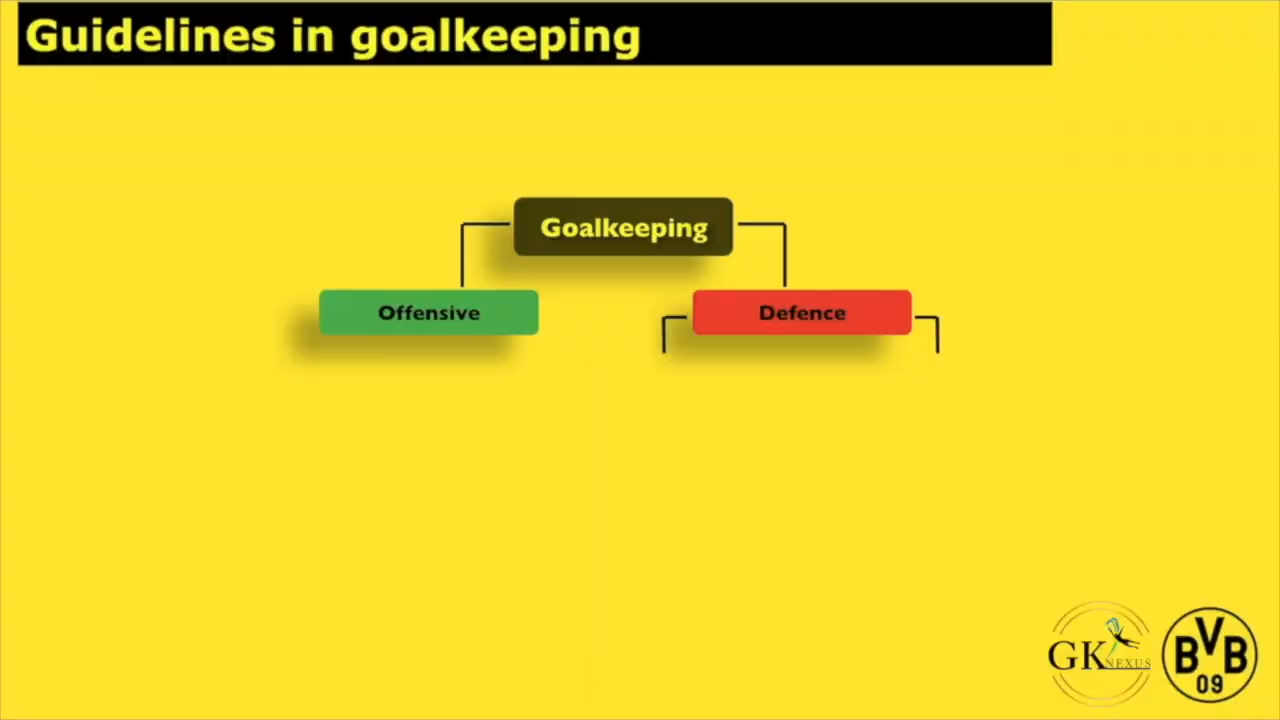 Guidelines in goalkeeping
Goalkeeping
Offensive
Defence
GK NEXUS
BVB
09